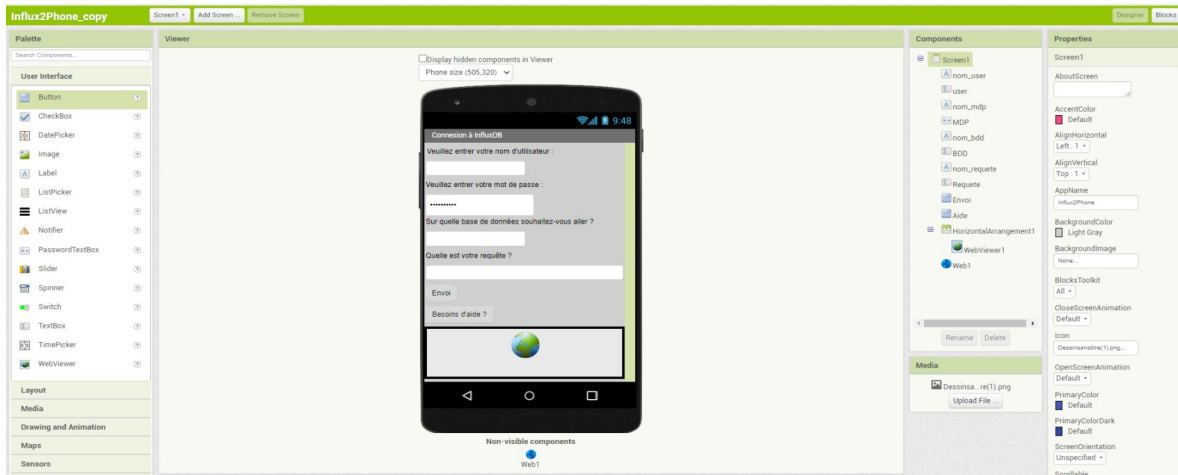 Influx2Phone_copy
Screen1
Add Screen ...
Remove Screen
Designer
Blocks
Palette
Search Components...
User Interface
Button
CheckBox
DatePicker
Image
Label
ListPicker
ListView
Notifier
PasswordTextBox
Slider
Spinner
Switch
TextBox
TimePicker
WebViewer
Layout
Media
Drawing and Animation
Maps
Sensors
Viewer
Display hidden components in Viewer
Phone size (505,320)
9:48
Connexion à InfluxDB
Veuillez entrer votre nom d'utilisateur :
Veuillez entrer votre mot de passe :
Sur quelle base de données souhaitez-vous aller ?
Quelle est votre requête ?
Envoi
Besoins d'aide ?
Non-visible components
Web1
Components
Screen1
nom_user
user
nom_mdp
MDP
nom_bdd
BDD
nom_requete
Requete
Envoi
Aide
HorizontalArrangement1
WebViewer1
Web1
Rename
Delete
Media
Dessinsa...re(1).png
Upload File ...
Properties
Screen1
AboutScreen
AccentColor
Default
AlignHorizontal
Left : 1
AlignVertical
Top : 1
AppName
Influx2Phone
BackgroundColor
Light Gray
BackgroundImage
None...
BlocksToolkit
All
CloseScreenAnimation
Default
Icon
Dessinsanstitre(1).png...
OpenScreenAnimation
Default
PrimaryColor
Default
PrimaryColorDark
Default
ScreenOrientation
Unspecified
Scrollable